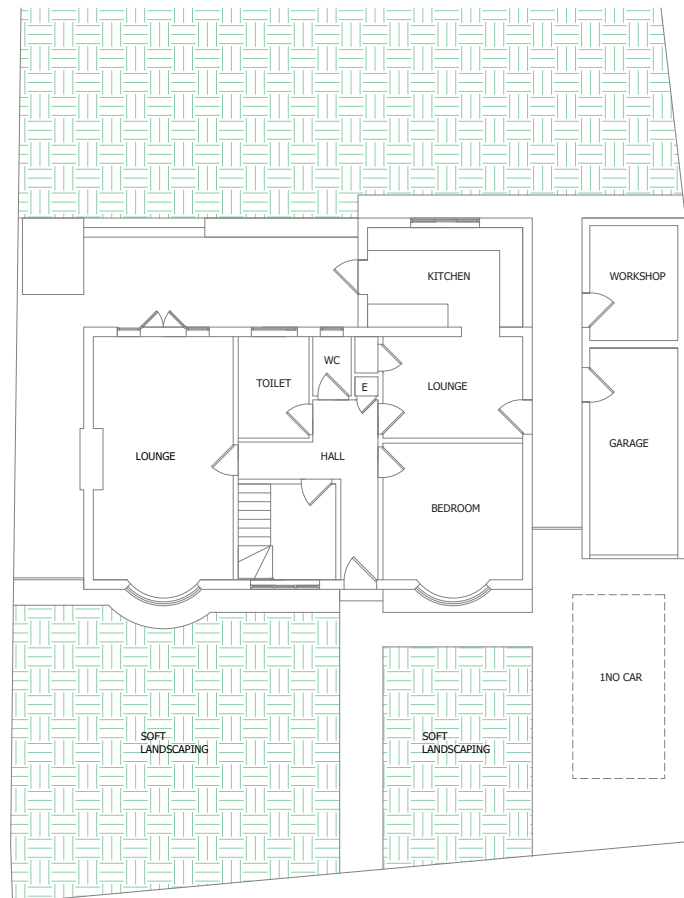 KITCHEN
WORKSHOP
WC
TOILET
E
LOUNGE
GARAGE
LOUNGE
HALL
BEDROOM
1NO CAR
SOFT
LANDSCAPING
SOFT
LANDSCAPING